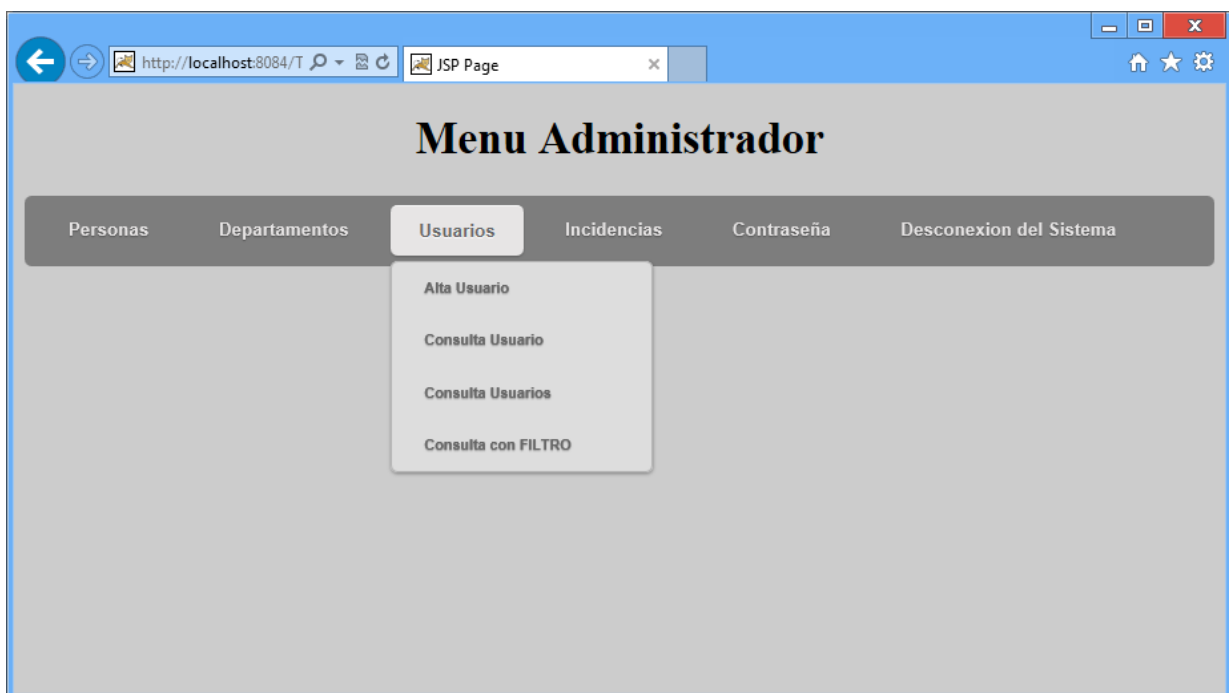 http://localhost:8084/T
JSP Page
Menu Administrador
Personas Departamentos Usuarios Incidencias Contraseña Desconexion del Sistema
Alta Usuario
Consulta Usuario
Consulta Usuarios
Consulta con FILTRO